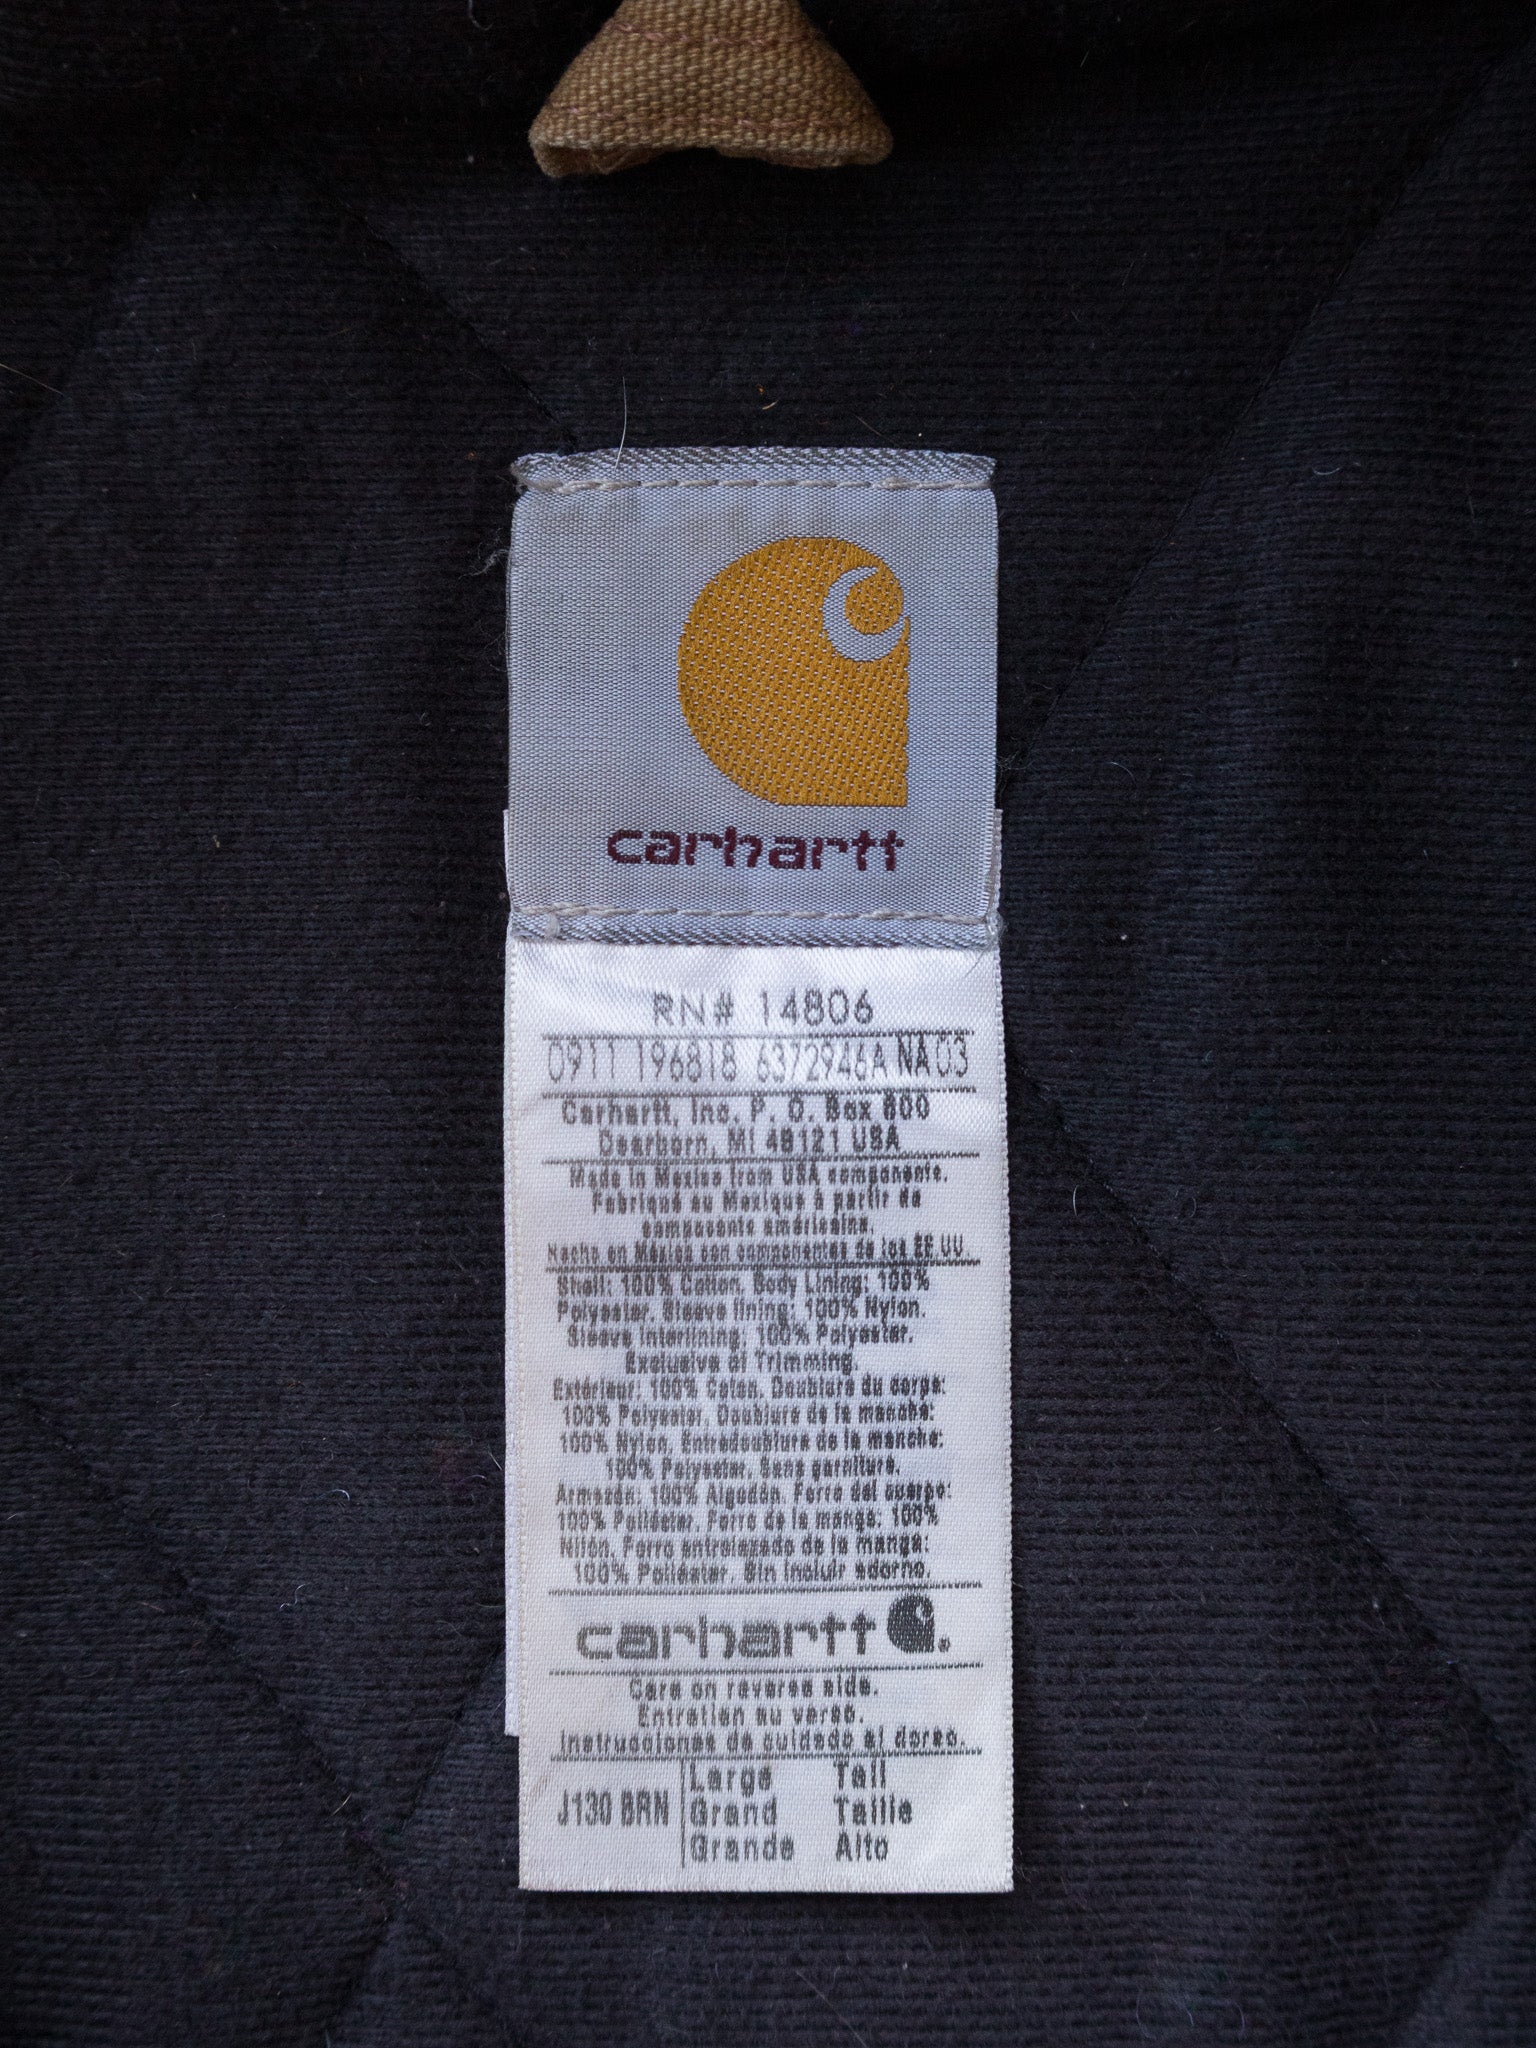 carhartt
RN# 14806
0911 196818 6372946A NA 03
Carhartt, Inc. P. O. Box 600
Dearborn, MI 48121 USA
Made in Mexico from USA components.
Fabriqué au Mexique à partir de
composants américains.
Hecho en México con componentes de los EE.UU.
Shell: 100% Cotton. Body Lining: 100%
Polyester. Sleeve lining: 100% Nylon.
Sleeve Interlining: 100% Polyester.
Exclusive of Trimming.
Extérieur: 100% Coton. Doublure du corps:
100% Polyester. Doublure de la manche:
100% Nylon. Entredoublure de la manche:
100% Polyester. Sans garniture.
Armazón: 100% Algodón. Forro del cuerpo:
100% Poliéster. Forro de la manga: 100%
Nilón. Forro entrelazado de la manga:
100% Poliéster. Sin incluir adorno.
carhartt
Care on reverse side.
Entretien au verso.
Instrucciones de cuidado al dorso.
J130 BRN Large Tall
Grand Taille
Grande Alto